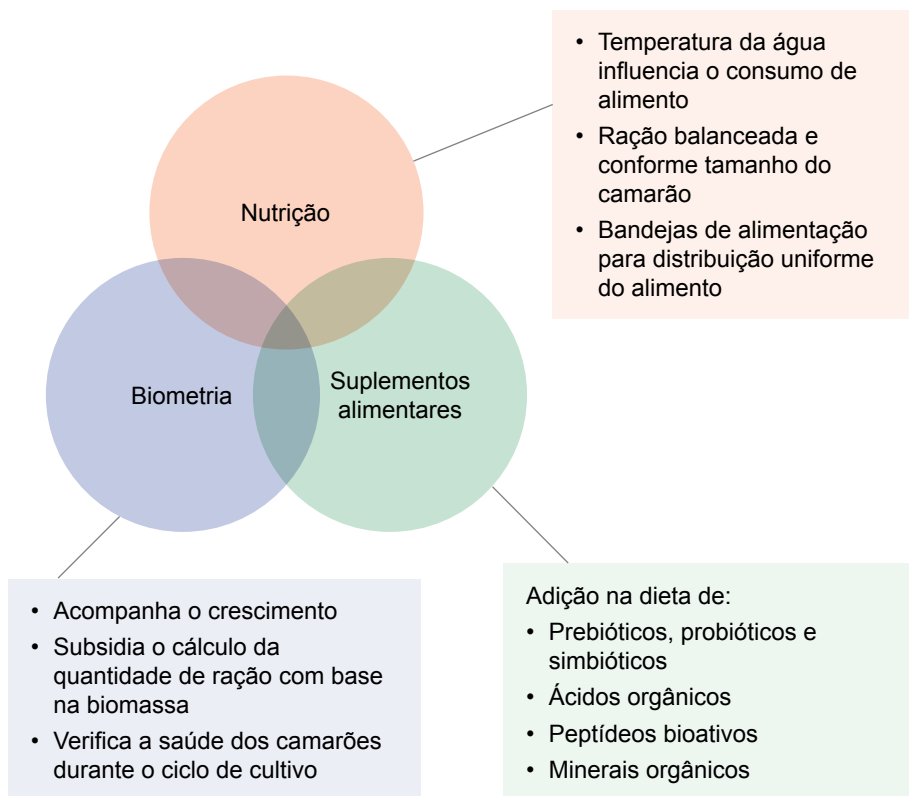 • Temperatura da água
influencia o consumo de
alimento
• Ração balanceada e
conforme tamanho do
camarão
• Bandejas de alimentação
para distribuição uniforme
do alimento
Nutrição
Biometria
Suplementos
alimentares
• Acompanha o crescimento
• Subsidia o cálculo da
quantidade de ração com base
na biomassa
• Verifica a saúde dos camarões
durante o ciclo de cultivo
Adição na dieta de:
• Prebióticos, probióticos e
simbióticos
• Ácidos orgânicos
• Peptídeos bioativos
• Minerais orgânicos